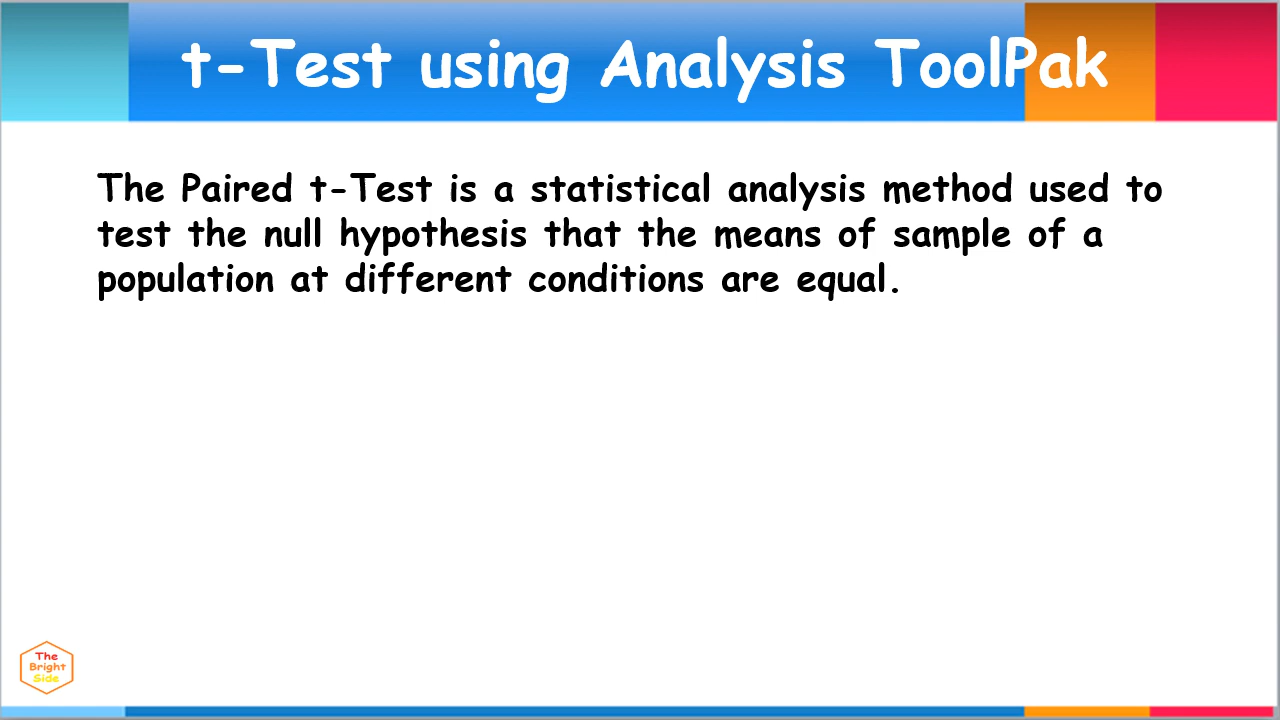 t-Test using Analysis ToolPak
The Paired t-Test is a statistical analysis method used to
test the null hypothesis that the means of sample of a
population at different conditions are equal.
The
Bright
Side